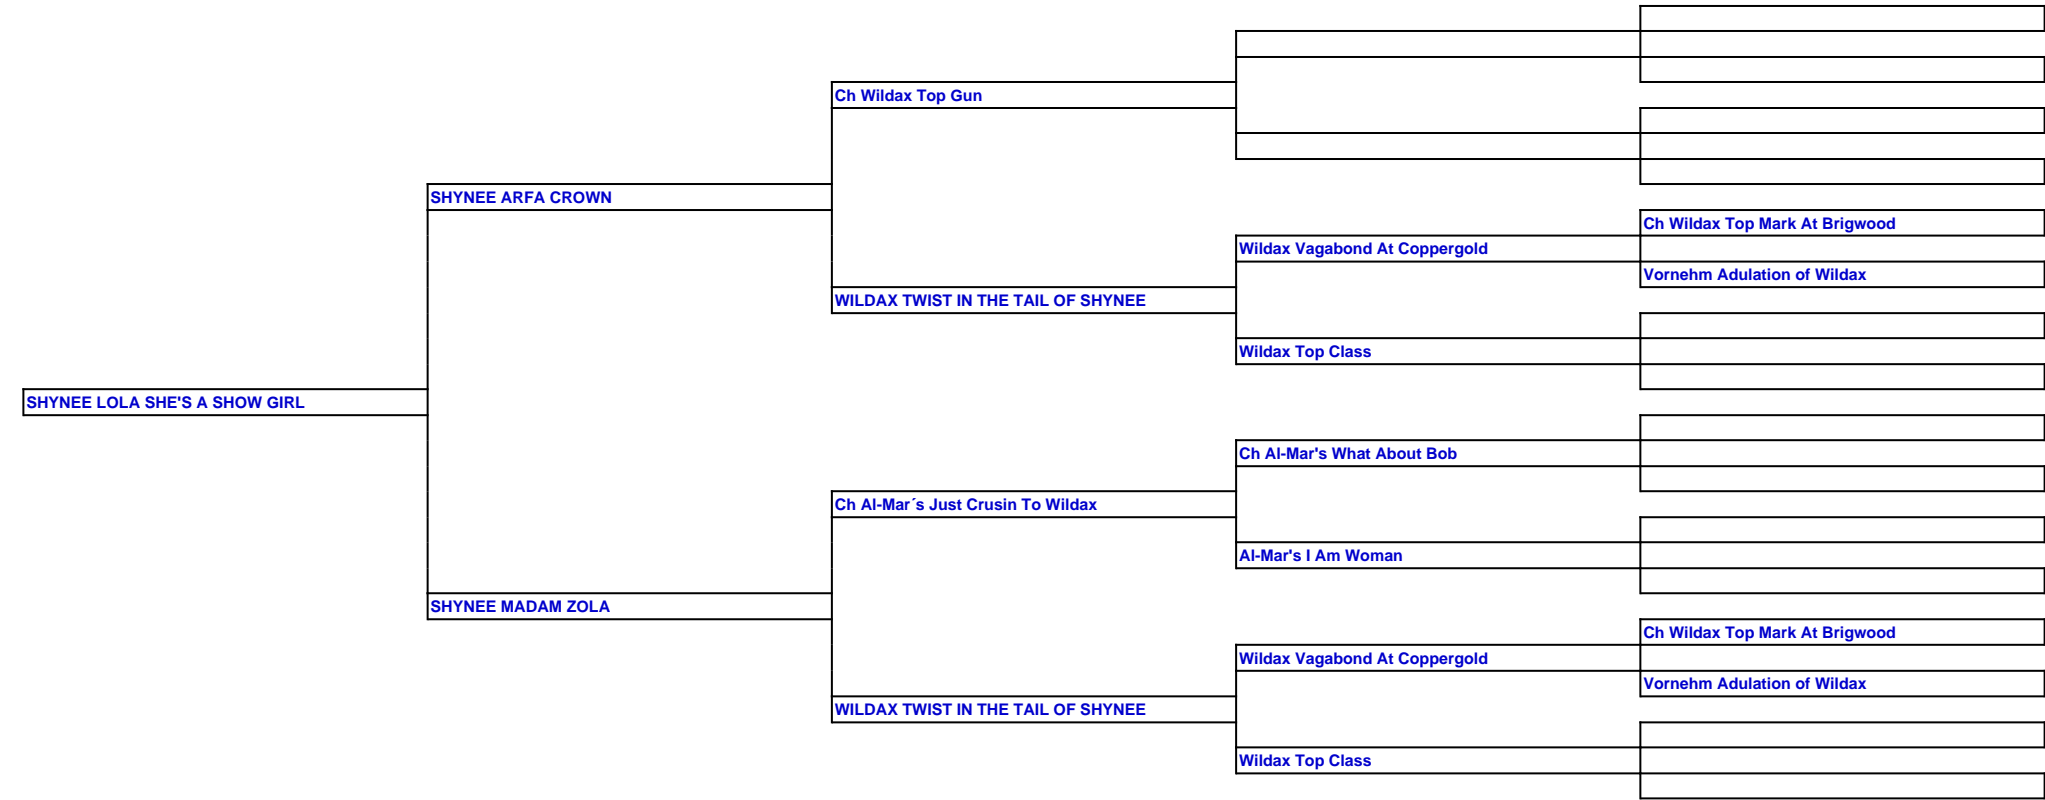 Ch Wildax Top Gun
SHYNEE ARFA CROWN
Ch Wildax Top Mark At Brigwood
Wildax Vagabond At Coppergold
Vornehm Adulation of Wildax
WILDAX TWIST IN THE TAIL OF SHYNEE
Wildax Top Class
SHYNEE LOLA SHE'S A SHOW GIRL
Ch Al-Mar's What About Bob
Ch Al-Mar´s Just Crusin To Wildax
Al-Mar's I Am Woman
SHYNEE MADAM ZOLA
Ch Wildax Top Mark At Brigwood
Wildax Vagabond At Coppergold
Vornehm Adulation of Wildax
WILDAX TWIST IN THE TAIL OF SHYNEE
Wildax Top Class